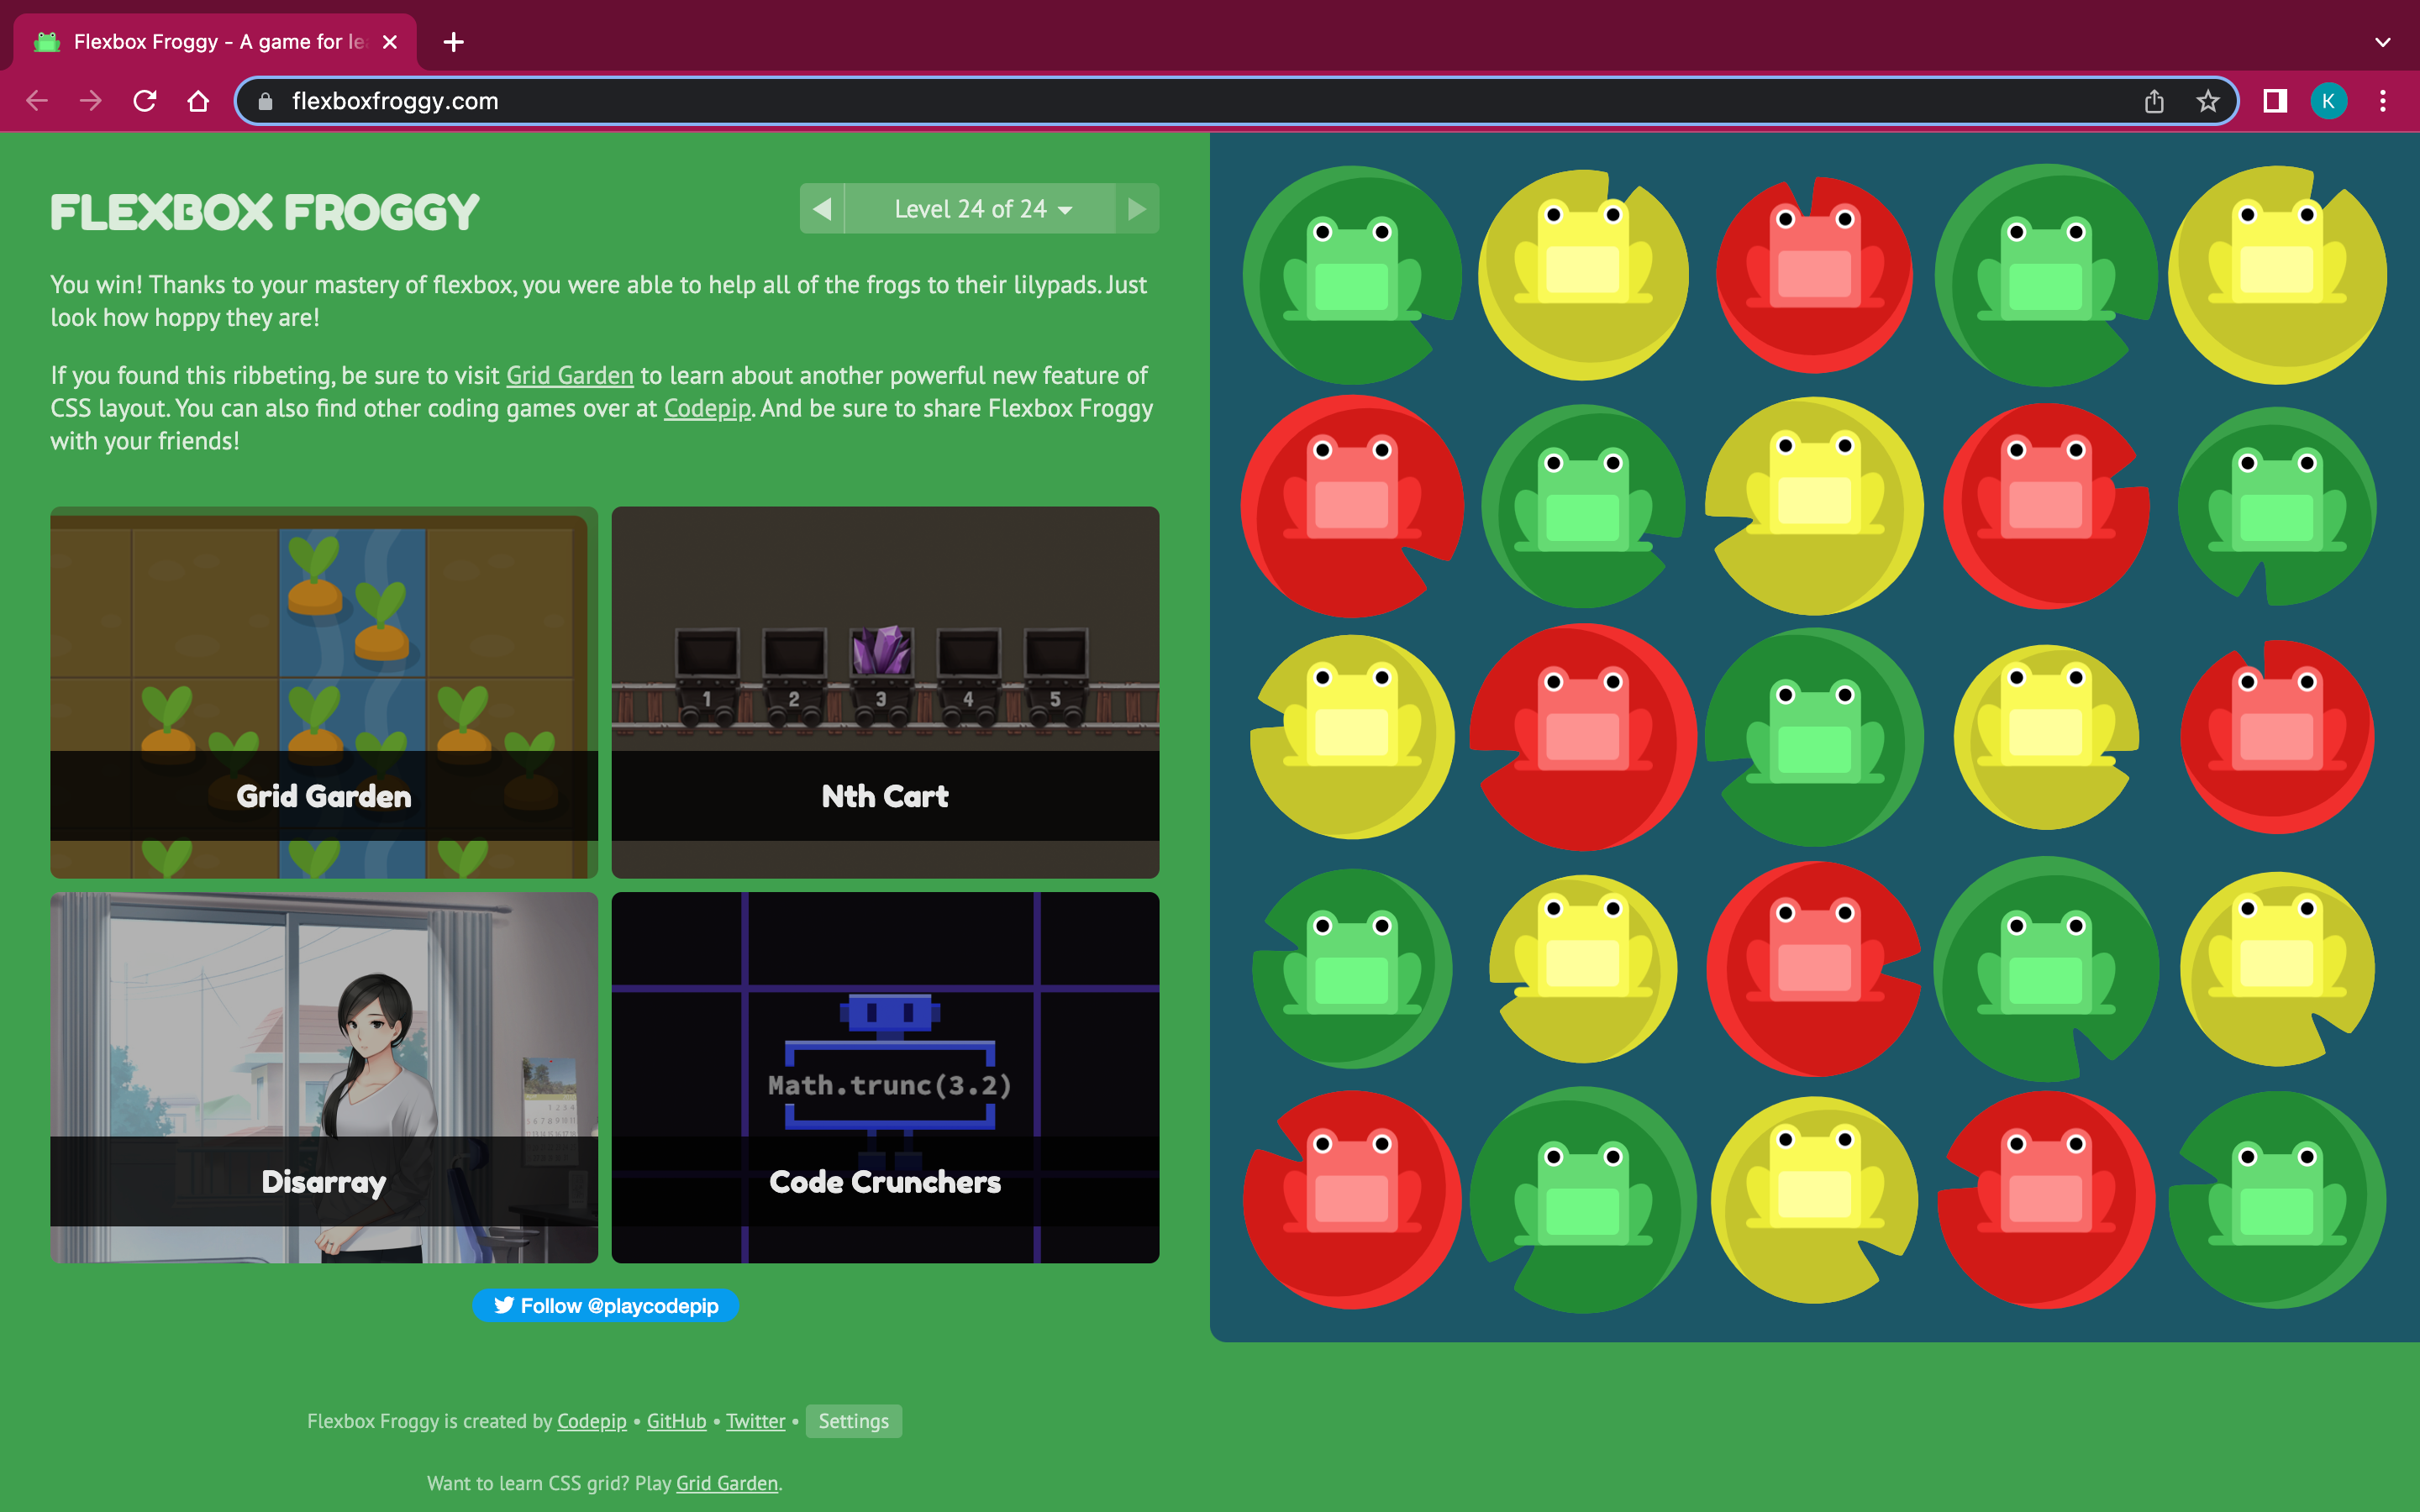 Flexbox Froggy - A game for le
flexboxfroggy.com
K
FLEXBOX FROGGY
Level 24 of 24
You win! Thanks to your mastery of flexbox, you were able to help all of the frogs to their lilypads. Just
look how hoppy they are!
If you found this ribbeting, be sure to visit Grid Garden to learn about another powerful new feature of
CSS layout. You can also find other coding games over at Codepip. And be sure to share Flexbox Froggy
with your friends!
Grid Garden
1 2 3 4 5
Nth Cart
Disarray
Math.trunc(3.2)
Code Crunchers
Follow @playcodepip
Flexbox Froggy is created by Codepip • GitHub • Twitter • Settings
Want to learn CSS grid? Play Grid Garden.